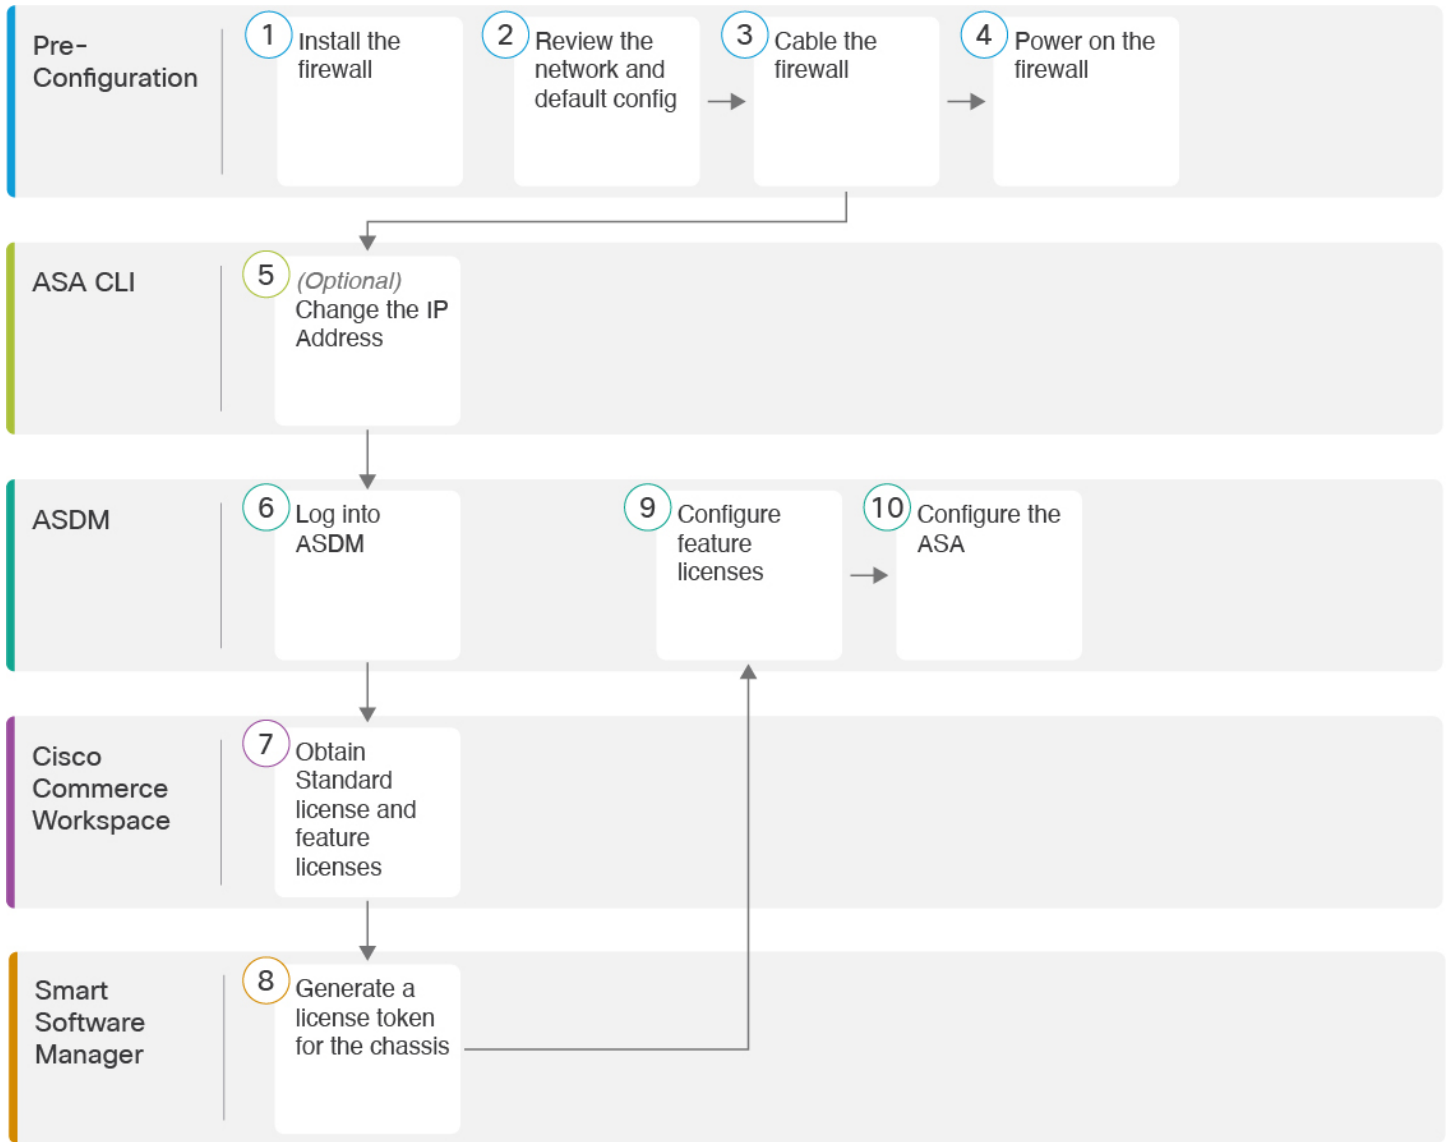 Pre-
Configuration
1
Install the
firewall
2
Review the
network and
default config
3
Cable the
firewall
4
Power on the
firewall
ASA CLI
5
(Optional)
Change the IP
Address
ASDM
6
Log into
ASDM
9
Configure
feature
licenses
10
Configure the
ASA
Cisco
Commerce
Workspace
7
Obtain
Standard
license and
feature
licenses
Smart
Software
Manager
8
Generate a
license token
for the chassis